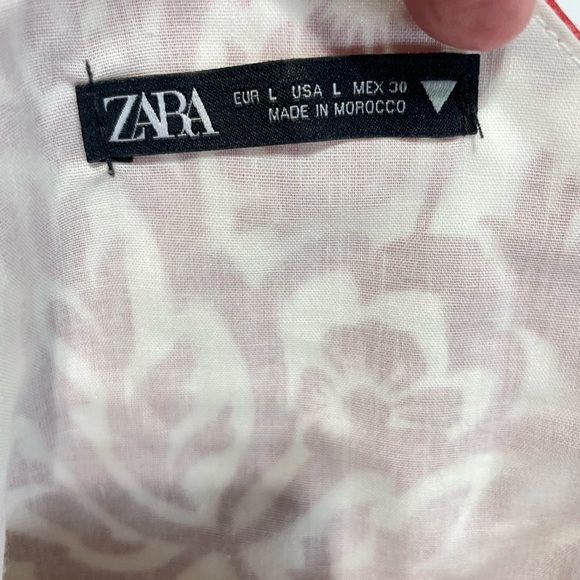 ZARA
EUR L USA L MEX 30
MADE IN MOROCCO